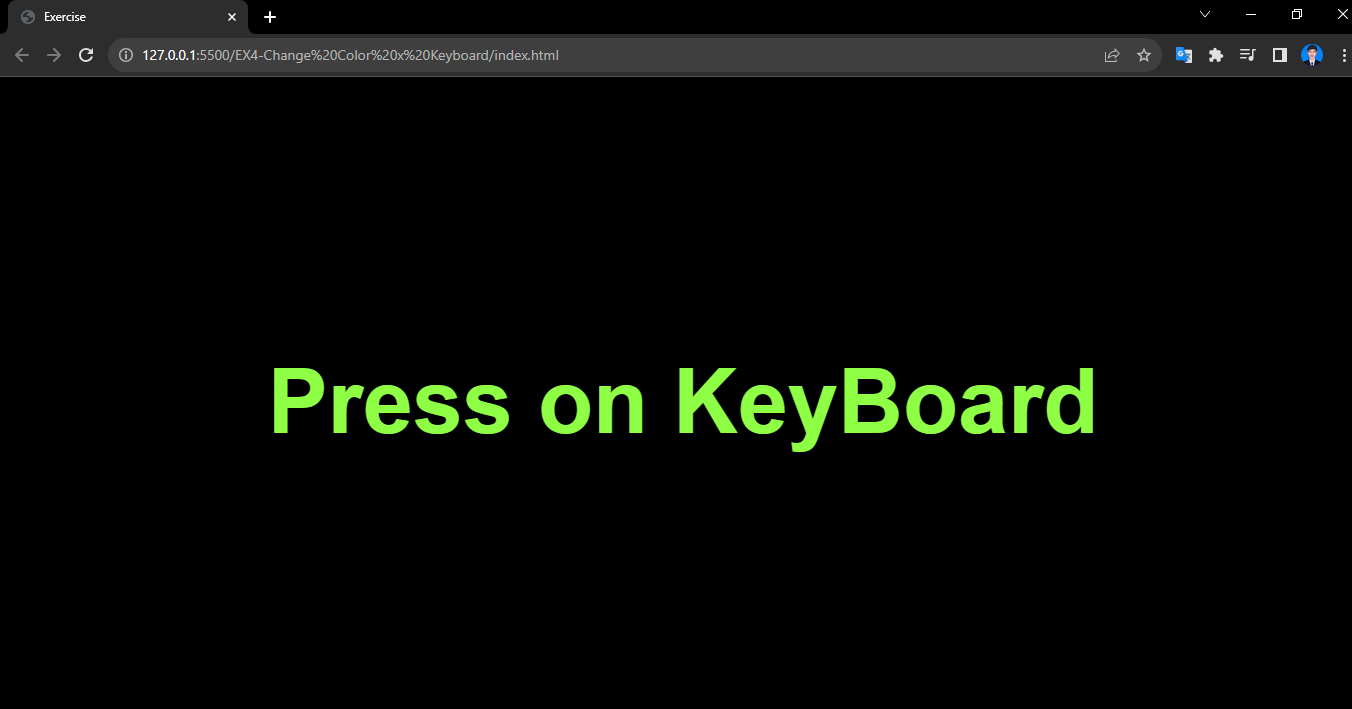 Exercise
127.0.0.1:5500/EX4-Change%20Color%20x%20Keyboard/index.html
Press on KeyBoard